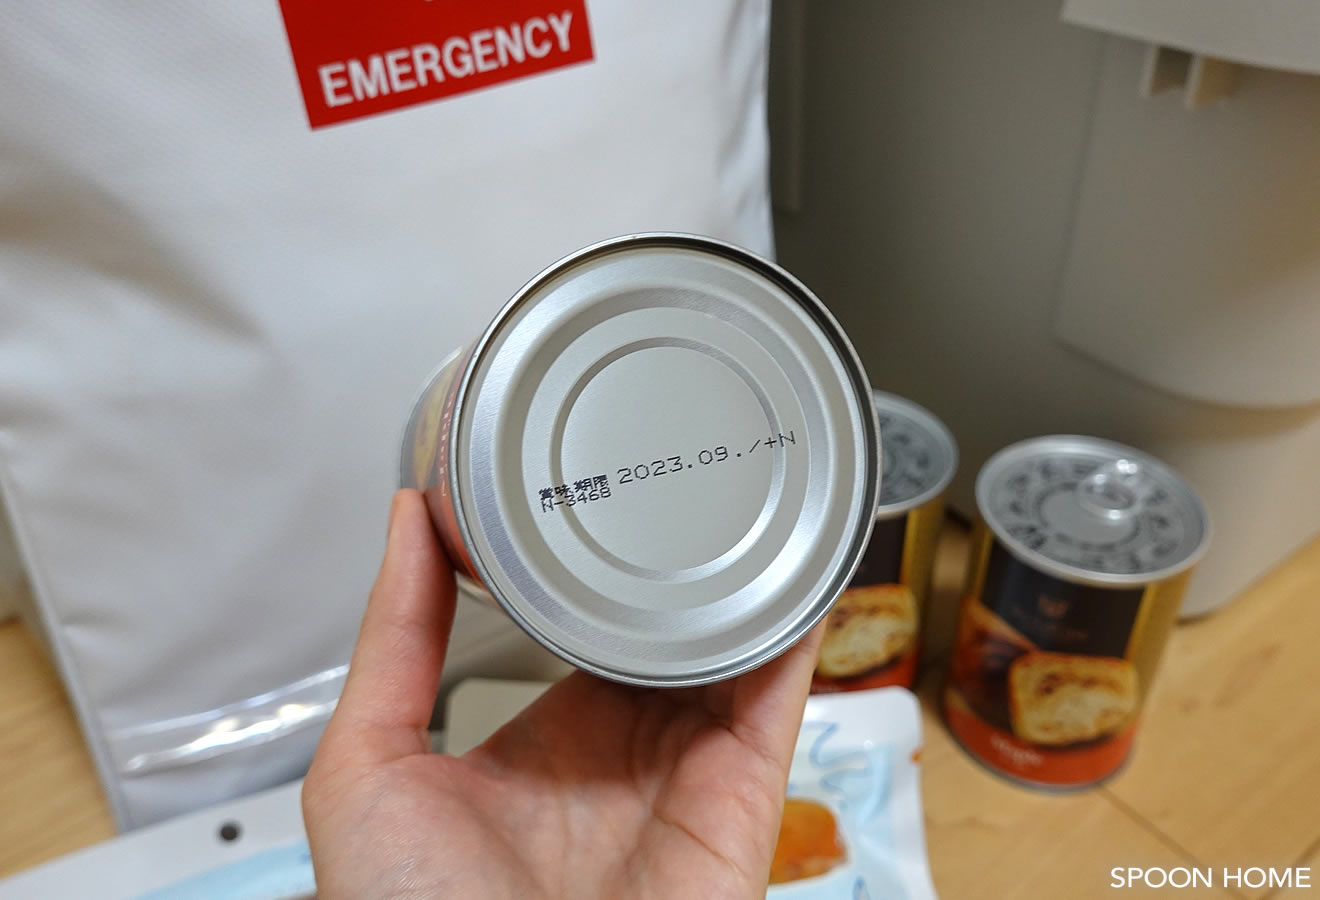 EMERGENCY
賞味期限 2023.09./+N
N-3468
SPOON HOME